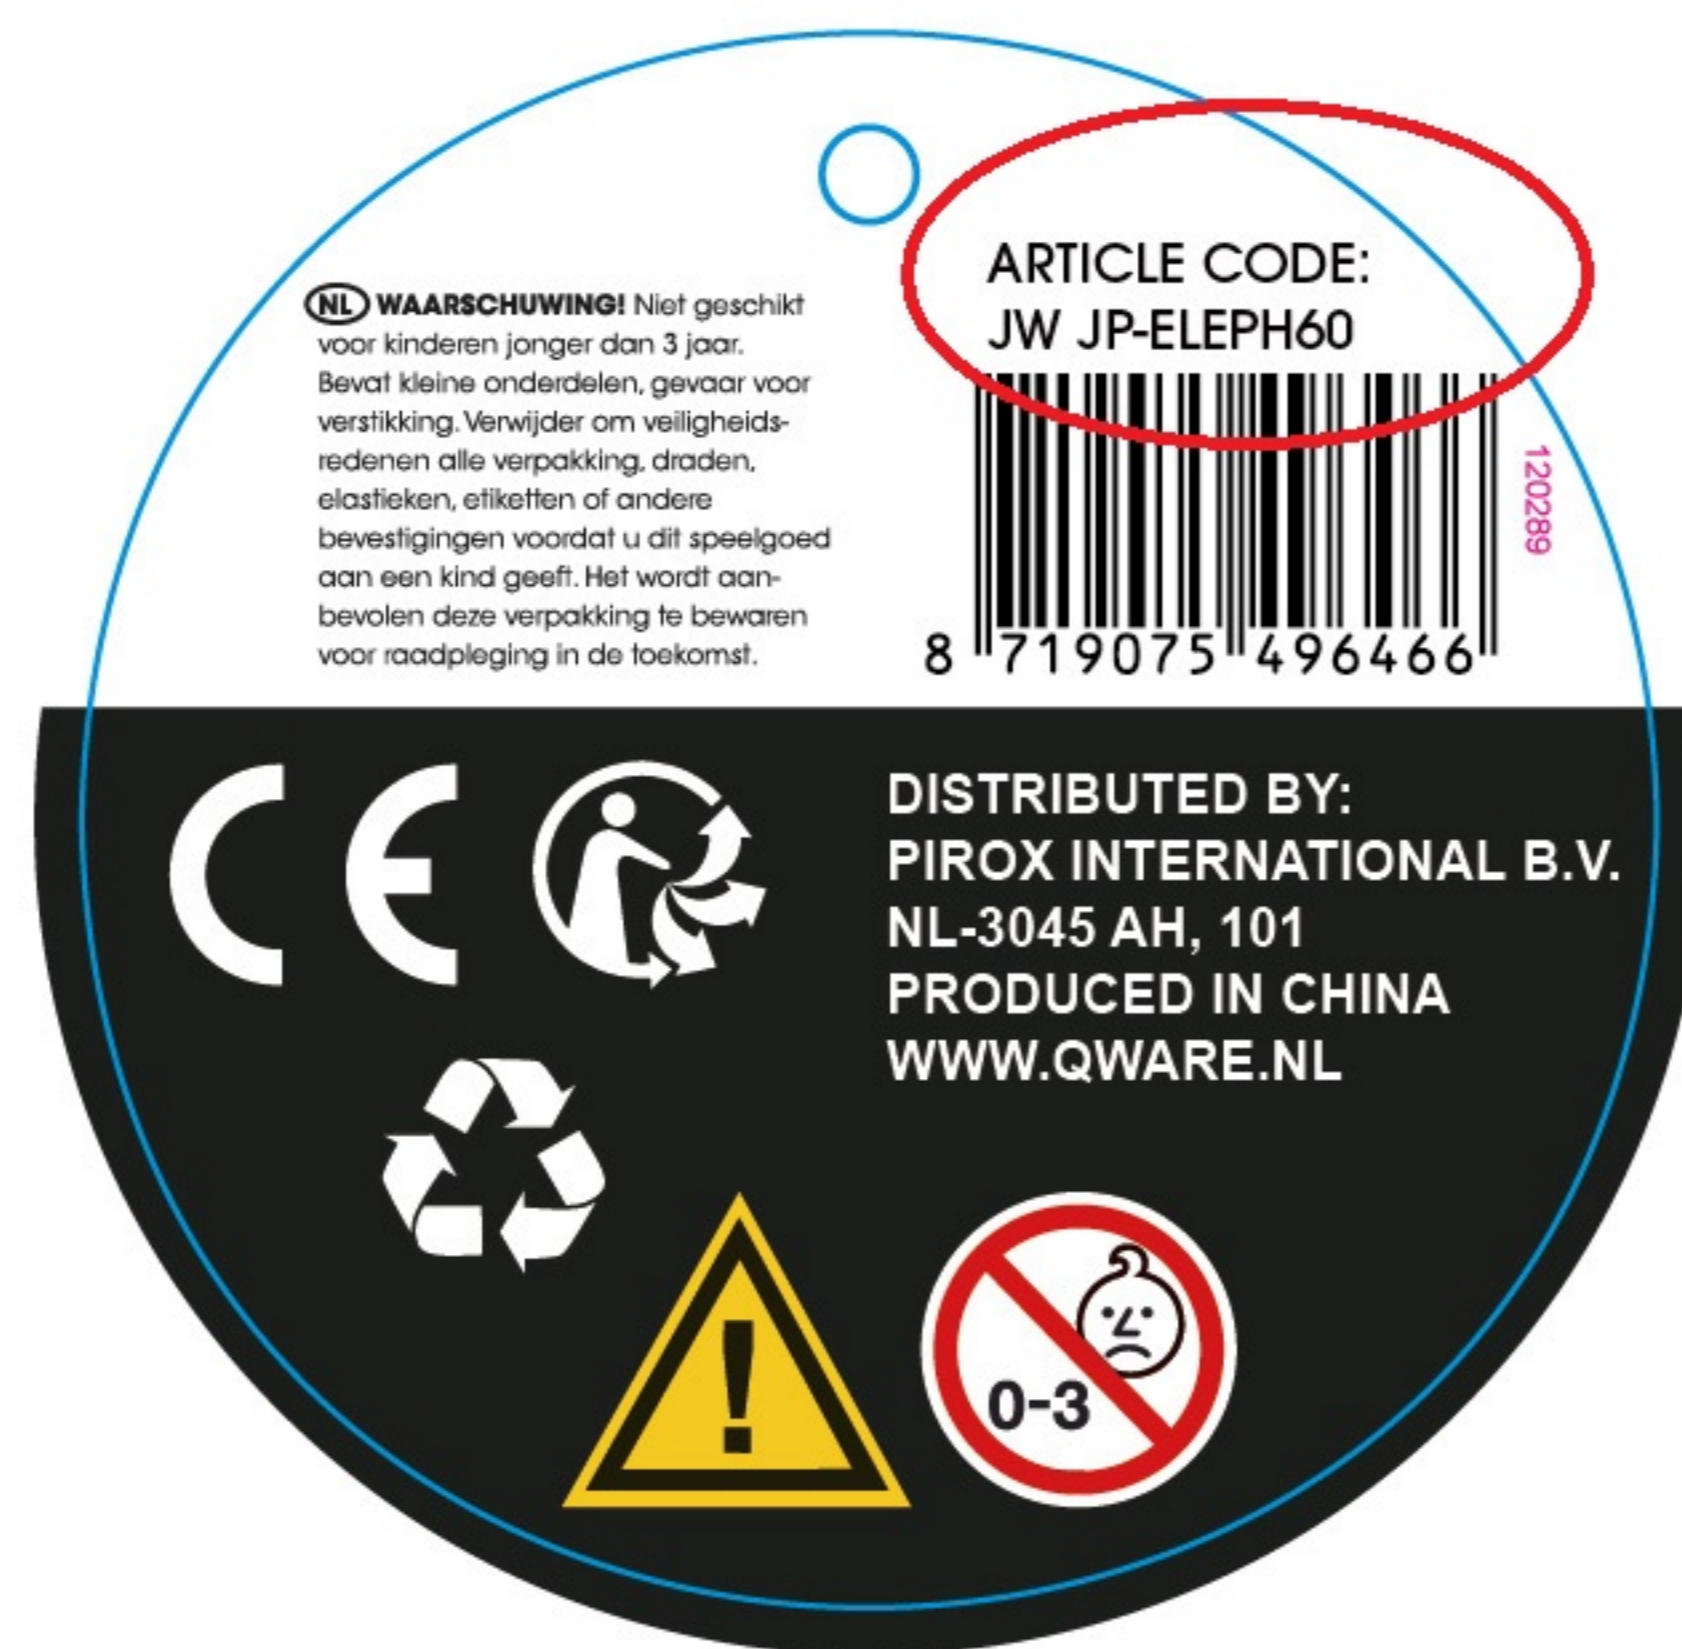 ARTICLE CODE:
JW JP-ELEPH60
NL WAARSCHUWING! Niet geschikt
voor kinderen jonger dan 3 jaar.
Bevat kleine onderdelen, gevaar voor
verstikking. Verwijder om veiligheids-
redenen alle verpakking, draden,
elastieken, etiketten of andere
bevestigingen voordat u dit speelgoed
aan een kind geeft. Het wordt aan-
bevolen deze verpakking te bewaren
voor raadpleging in de toekomst.
120289
8 719075 496466
CE
DISTRIBUTED BY:
PIROX INTERNATIONAL B.V.
NL-3045 AH, 101
PRODUCED IN CHINA
WWW.QWARE.NL
!
0-3